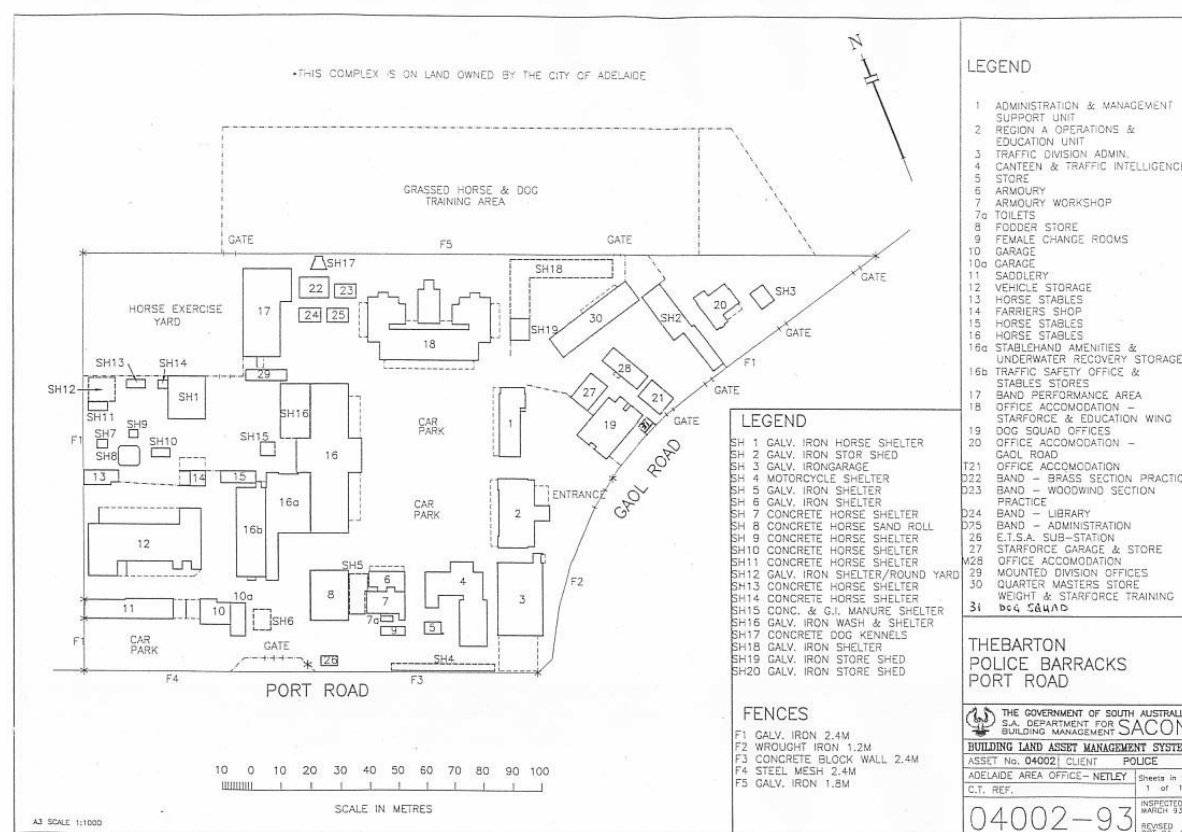 *THIS COMPLEX IS ON LAND OWNED BY THE CITY OF ADELAIDE
N
GRASSED HORSE & DOG
TRAINING AREA
GATE
F5
GATE
GATE
SH17
SH18
22
23
SH3
20
HORSE EXERCISE
YARD
17
24
25
SH2
30
SH19
GATE
18
F1
SH13
SH14
29
28
GATE
SH12
SH1
27
21
SH11
SH16
CAR
PARK
1
19
GATE
SH9
F1
SH7
SH10
SH15
16
SH8
13
14
15
GAOL ROAD
16a
ENTRANCE
CAR
PARK
2
16b
12
F2
SH5
6
4
8
7
3
11
10a
10
SH6
7a
9
5
F1
CAR
PARK
GATE
26
SH4
F4
F3
PORT ROAD
10 0 10 20 30 40 50 60 70 80 90 100
SCALE IN METRES
A3 SCALE 1:1000
LEGEND
SH 1 GALV. IRON HORSE SHELTER
SH 2 GALV. IRON STOR SHED
SH 3 GALV. IRONGARAGE
SH 4 MOTORCYCLE SHELTER
SH 5 GALV. IRON SHELTER
SH 6 GALV. IRON SHELTER
SH 7 CONCRETE HORSE SHELTER
SH 8 CONCRETE HORSE SAND ROLL
SH 9 CONCRETE HORSE SHELTER
SH10 CONCRETE HORSE SHELTER
SH11 CONCRETE HORSE SHELTER
SH12 GALV. IRON SHELTER/ROUND YARD
SH13 CONCRETE HORSE SHELTER
SH14 CONCRETE HORSE SHELTER
SH15 CONC. & G.I. MANURE SHELTER
SH16 GALV. IRON WASH & SHELTER
SH17 CONCRETE DOG KENNELS
SH18 GALV. IRON SHELTER
SH19 GALV. IRON STORE SHED
SH20 GALV. IRON STORE SHED
FENCES
F1 GALV. IRON 2.4M
F2 WROUGHT IRON 1.2M
F3 CONCRETE BLOCK WALL 2.4M
F4 STEEL MESH 2.4M
F5 GALV. IRON 1.8M
LEGEND
1 ADMINISTRATION & MANAGEMENT
SUPPORT UNIT
2 REGION A OPERATIONS &
EDUCATION UNIT
3 TRAFFIC DIVISION ADMIN.
4 CANTEEN & TRAFFIC INTELLIGENCE
5 STORE
6 ARMOURY
7 ARMOURY WORKSHOP
7a TOILETS
8 FODDER STORE
9 FEMALE CHANGE ROOMS
10 GARAGE
10a GARAGE
11 SADDLERY
12 VEHICLE STORAGE
13 HORSE STABLES
14 FARRIERS SHOP
15 HORSE STABLES
16 HORSE STABLES
16a STABLEHAND AMENITIES &
UNDERWATER RECOVERY STORAGE
16b TRAFFIC SAFETY OFFICE &
STABLES STORES
17 BAND PERFORMANCE AREA
18 OFFICE ACCOMODATION –
STARFORCE & EDUCATION WING
19 DOG SQUAD OFFICES
20 OFFICE ACCOMODATION –
GAOL ROAD
T21 OFFICE ACCOMODATION
D22 BAND – BRASS SECTION PRACTIC
D23 BAND – WOODWIND SECTION
PRACTICE
D24 BAND – LIBRARY
D25 BAND – ADMINISTRATION
26 E.T.S.A. SUB–STATION
27 STARFORCE GARAGE & STORE
M28 OFFICE ACCOMODATION
29 MOUNTED DIVISION OFFICES
30 QUARTER MASTERS STORE
WEIGHT & STARFORCE TRAINING
31 DOG SQUAD
THEBARTON
POLICE BARRACKS
PORT ROAD
THE GOVERNMENT OF SOUTH AUSTRALI
S.A. DEPARTMENT FOR
BUILDING MANAGEMENT SACON
BUILDING LAND ASSET MANAGEMENT SYSTE
ASSET No. 04002 CLIENT POLICE
ADELAIDE AREA OFFICE– NETLEY
Sheets in
1 of 1
C.T. REF.
04002–93
INSPECTED
MARCH 93
REVISED